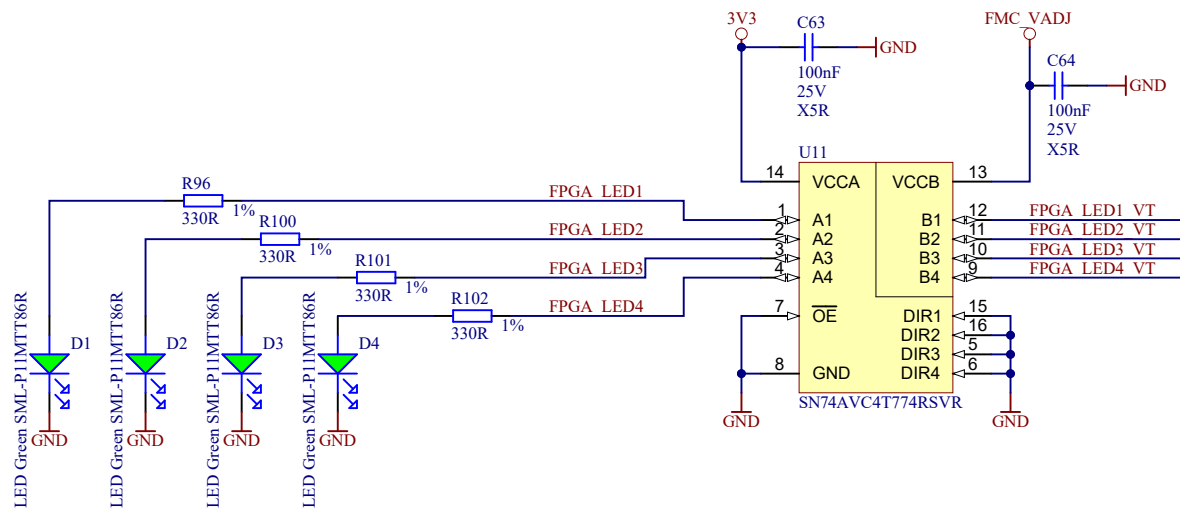 3V3
C63
GND
100nF
25V
X5R
FMC_VADJ
C64
GND
100nF
25V
X5R
U11
14 VCCA VCCB 13
R96 FPGA_LED1
330R 1%
1 A1 B1 12 FPGA_LED1_VT
R100 FPGA_LED2
330R 1%
2 A2 B2 11 FPGA_LED2_VT
R101 FPGA_LED3
330R 1%
3 A3 B3 10 FPGA_LED3_VT
R102 FPGA_LED4
330R 1%
4 A4 B4 9 FPGA_LED4_VT
7 OE DIR1 15
DIR2 16
DIR3 5
8 GND DIR4 6
SN74AVC4T774RSVR
GND
GND
D1
D2
D3
D4
LED Green SML-P11MTT86R
LED Green SML-P11MTT86R
LED Green SML-P11MTT86R
LED Green SML-P11MTT86R
GND
GND
GND
GND